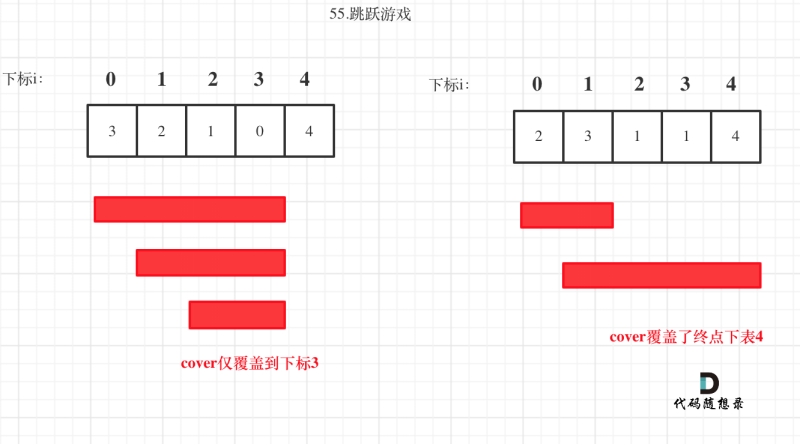 55.跳跃游戏
下标i: 0 1 2 3 4
3 2 1 0 4
cover仅覆盖到下标3
下标i: 0 1 2 3 4
2 3 1 1 4
cover覆盖了终点下表4
代码随想录